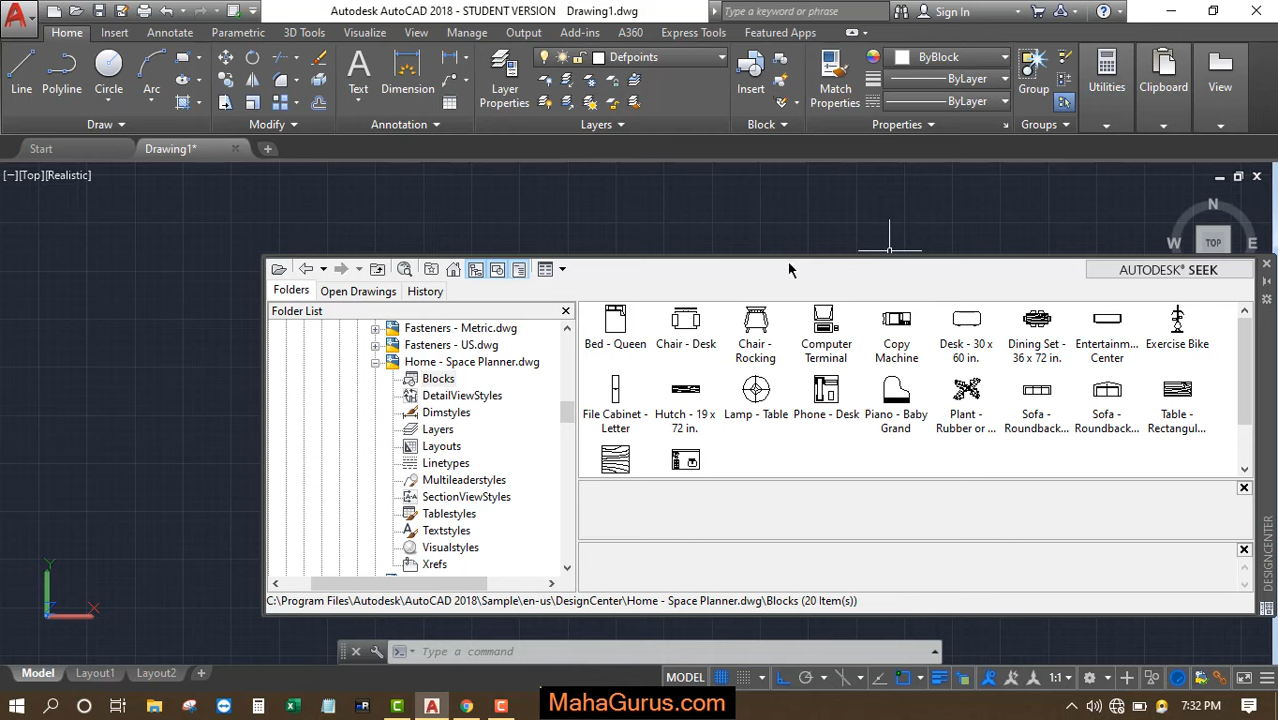 Autodesk AutoCAD 2018 - STUDENT VERSION Drawing1.dwg
Type a keyword or phrase
Sign In
Home Insert Annotate Parametric 3D Tools Visualize View Manage Output Add-ins A360 Express Tools Featured Apps
Line
Polyline
Circle
Arc
Text
Dimension
Layer Properties
Defpoints
Insert
Match Properties
ByBlock
ByLayer
ByLayer
Group
Utilities
Clipboard
View
Draw Modify Annotation Layers Block Properties Groups
Start Drawing1*
[−][Top][Realistic]
N
W TOP E
AUTODESK® SEEK
Folders Open Drawings History
Folder List
Fasteners - Metric.dwg
Fasteners - US.dwg
Home - Space Planner.dwg
Blocks
DetailViewStyles
Dimstyles
Layers
Layouts
Linetypes
Multileaderstyles
SectionViewStyles
Tablestyles
Textstyles
Visualstyles
Xrefs
Bed - Queen
Chair - Desk
Chair - Rocking
Computer Terminal
Copy Machine
Desk - 30 x 60 in.
Dining Set - 36 x 72 in.
Entertainm... Center
Exercise Bike
File Cabinet - Letter
Hutch - 19 x 72 in.
Lamp - Table
Phone - Desk
Piano - Baby Grand
Plant - Rubber or ...
Sofa - Roundback...
Sofa - Roundback...
Table - Rectangul...
DESIGNCENTER
C:\Program Files\Autodesk\AutoCAD 2018\Sample\en-us\DesignCenter\Home - Space Planner.dwg\Blocks (20 Item(s))
Type a command
Model Layout1 Layout2
MODEL 1:1
MahaGurus.com
7:32 PM